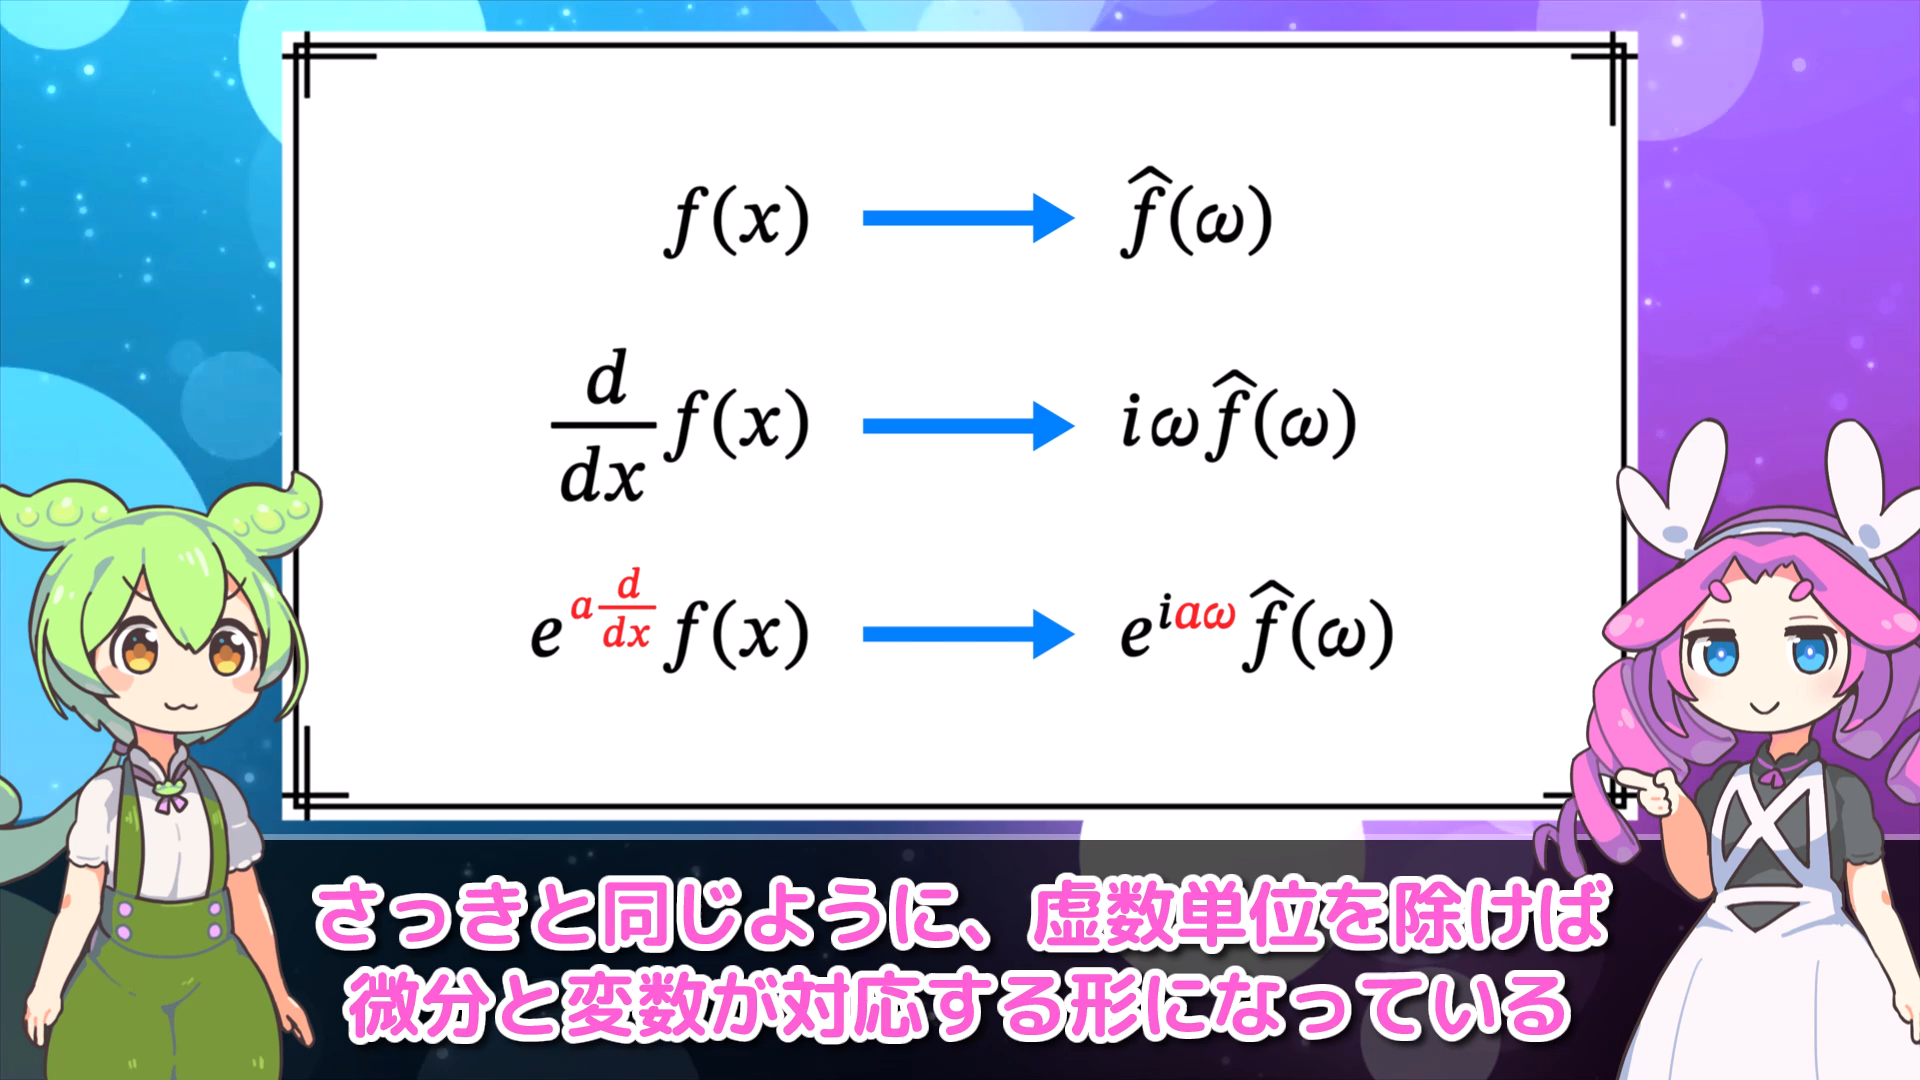 f(x) → f̂(ω)
d/dx f(x) → iω f̂(ω)
e^{a d/dx} f(x) → e^{iaω} f̂(ω)
さっきと同じように、虚数単位を除けば
微分と変数が対応する形になっている